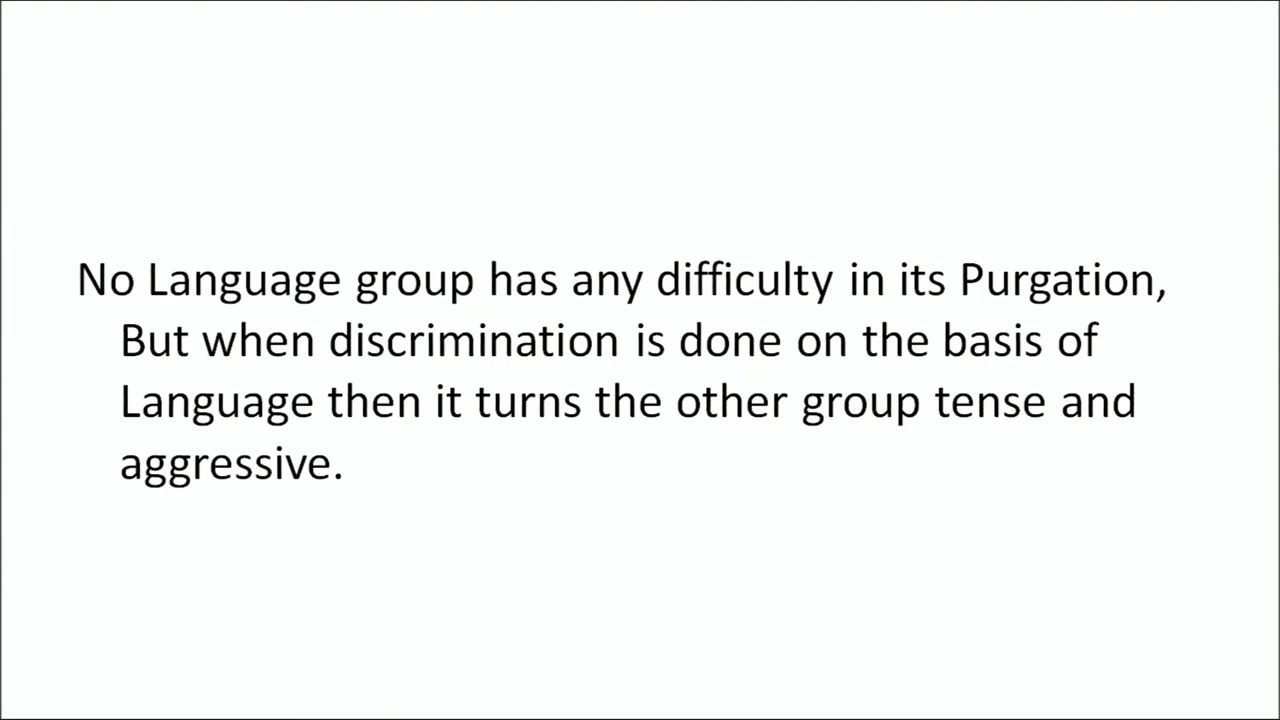 No Language group has any difficulty in its Purgation,
But when discrimination is done on the basis of
Language then it turns the other group tense and
aggressive.